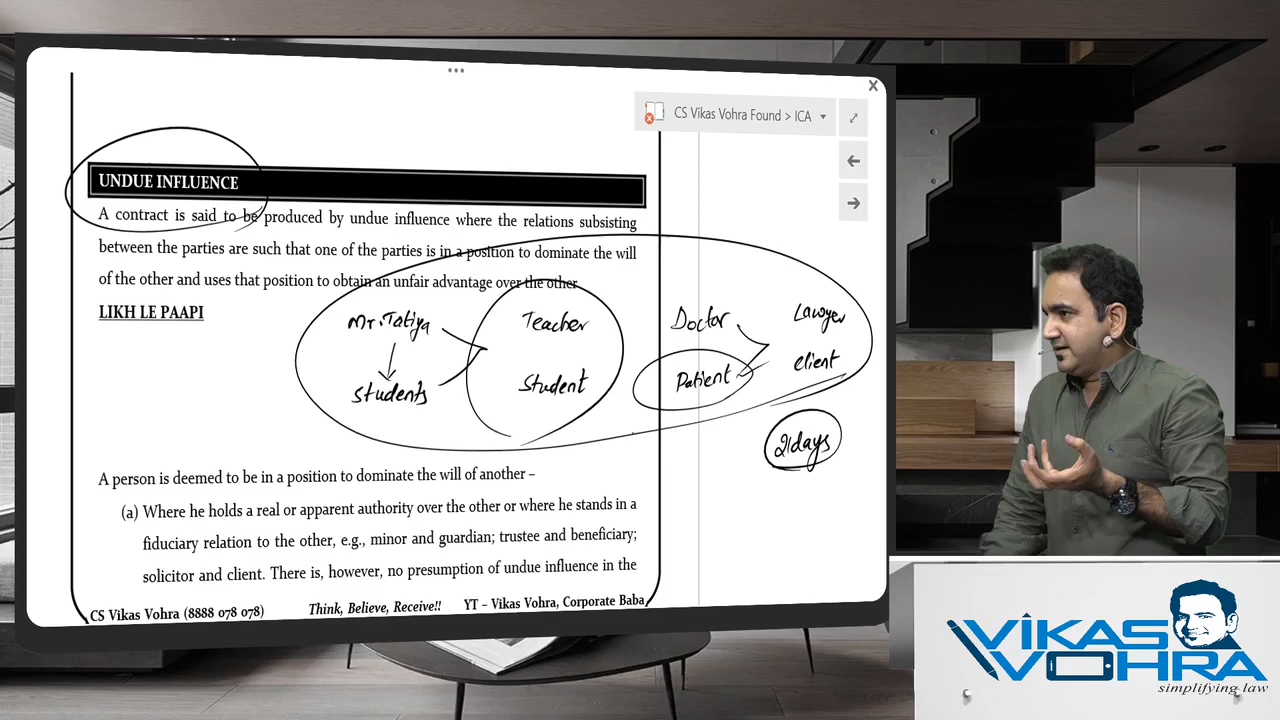 CS Vikas Vohra Found > ICA
UNDUE INFLUENCE
A contract is said to be produced by undue influence where the relations subsisting
between the parties are such that one of the parties is in a position to dominate the will
of the other and uses that position to obtain an unfair advantage over the other
LIKH LE PAAPI
Mr. Tatiya Teacher Doctor Lawyer
Students Student Patient Client
21 days
A person is deemed to be in a position to dominate the will of another –
(a) Where he holds a real or apparent authority over the other or where he stands in a
fiduciary relation to the other, e.g., minor and guardian; trustee and beneficiary;
solicitor and client. There is, however, no presumption of undue influence in the
CS Vikas Vohra (8888 078 078) Think, Believe, Receive!! YT – Vikas Vohra, Corporate Baba
VIKAS
VOHRA
simplifying law